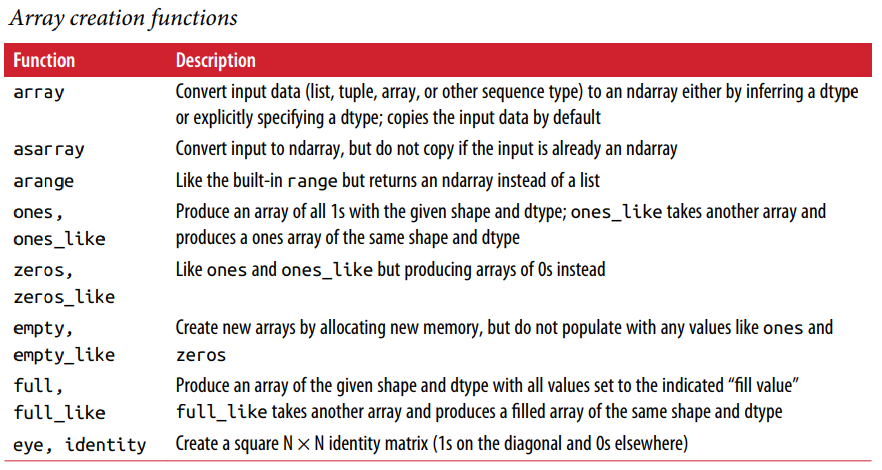 Array creation functions
Function Description
array Convert input data (list, tuple, array, or other sequence type) to an ndarray either by inferring a dtype
or explicitly specifying a dtype; copies the input data by default
asarray Convert input to ndarray, but do not copy if the input is already an ndarray
arange Like the built-in range but returns an ndarray instead of a list
ones, Produce an array of all 1s with the given shape and dtype; ones_like takes another array and
ones_like produces a ones array of the same shape and dtype
zeros, Like ones and ones_like but producing arrays of 0s instead
zeros_like
empty, Create new arrays by allocating new memory, but do not populate with any values like ones and
empty_like zeros
full, Produce an array of the given shape and dtype with all values set to the indicated “fill value”
full_like full_like takes another array and produces a filled array of the same shape and dtype
eye, identity Create a square N × N identity matrix (1s on the diagonal and 0s elsewhere)